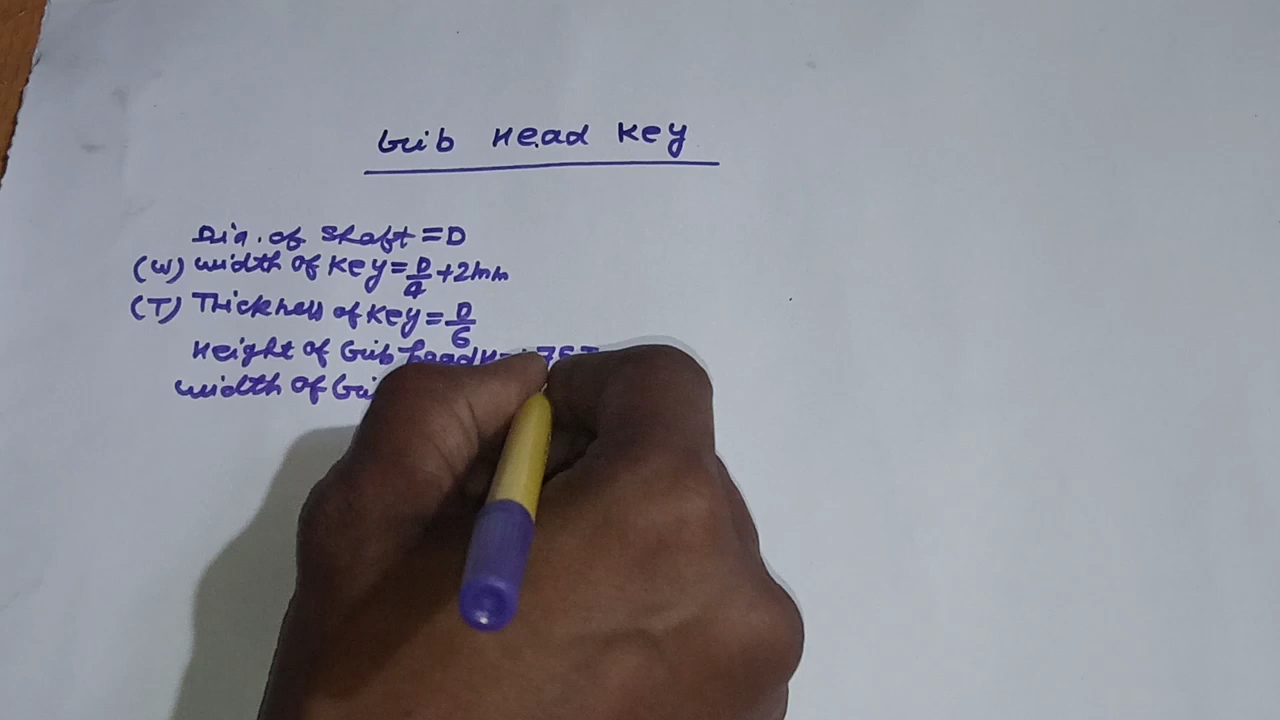 Gib Head Key
Dia. of Shaft = D
(W) Width of Key = D/4 + 2mm
(T) Thickness of Key = D/6
Height of Gib head
Width of